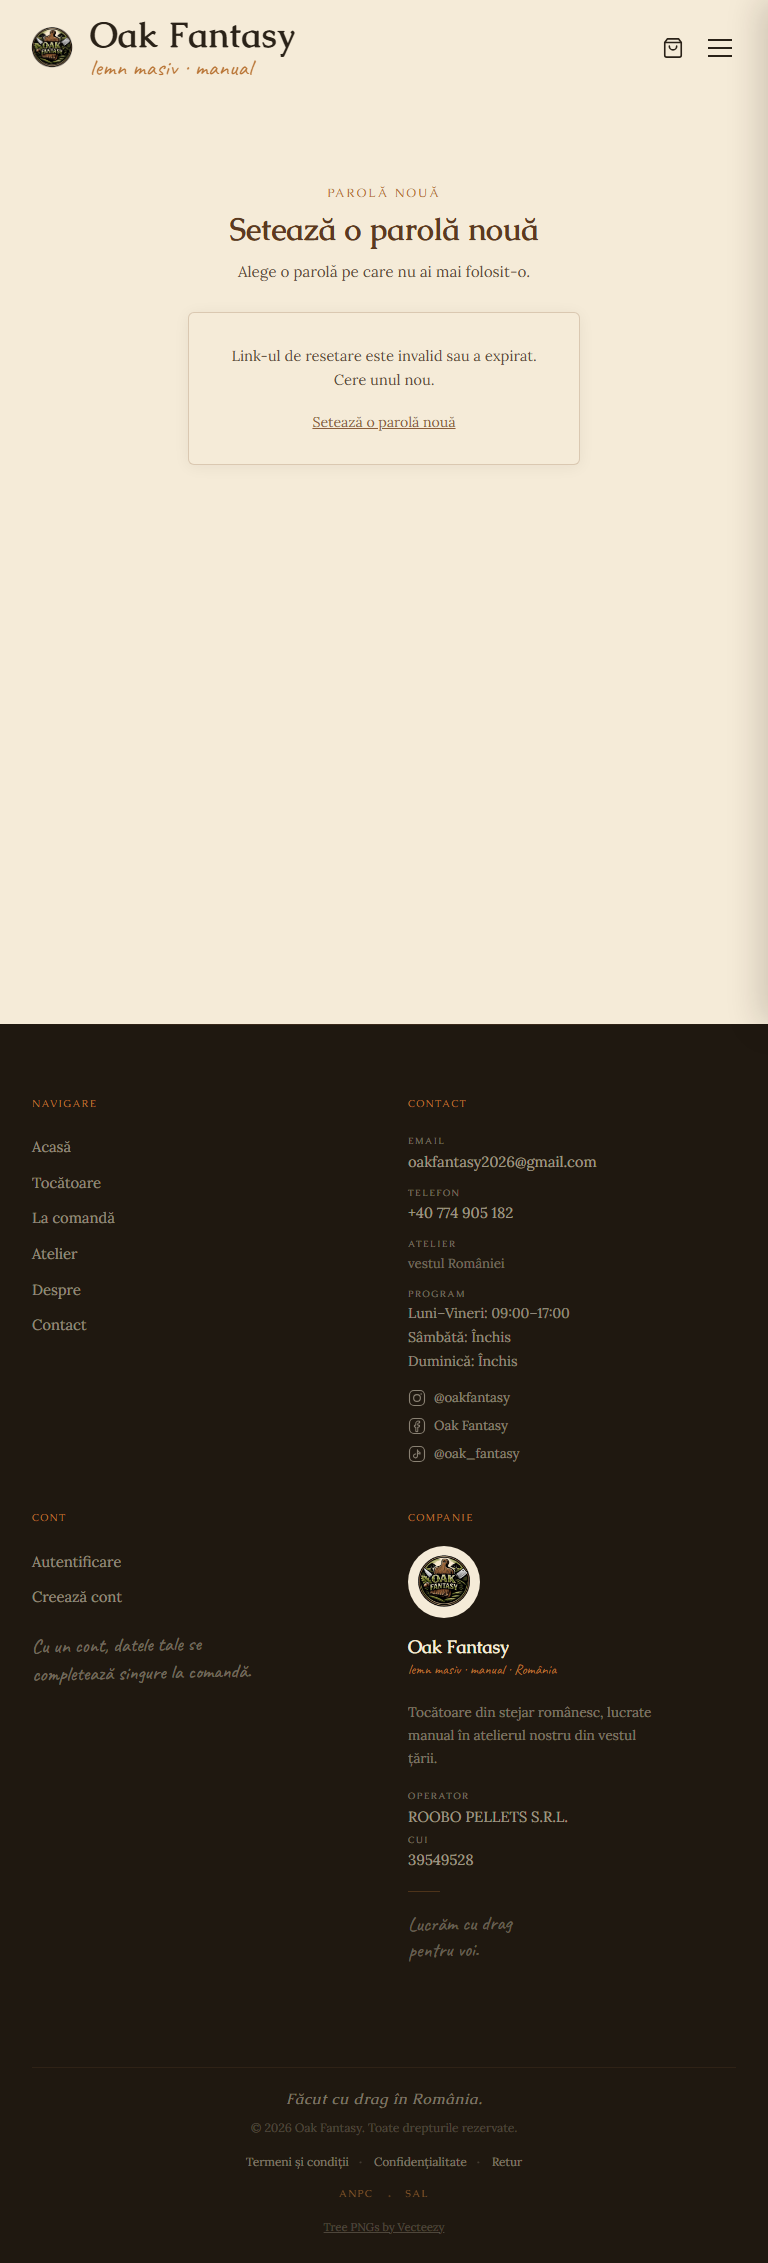 Oak Fantasy
lemn masiv · manual
PAROLĂ NOUĂ
Setează o parolă nouă
Alege o parolă pe care nu ai mai folosit-o.
Link-ul de resetare este invalid sau a expirat.
Cere unul nou.
Setează o parolă nouă
NAVIGARE
Acasă
Tocătoare
La comandă
Atelier
Despre
Contact
CONTACT
EMAIL
oakfantasy2026@gmail.com
TELEFON
+40 774 905 182
ATELIER
vestul României
PROGRAM
Luni–Vineri: 09:00–17:00
Sâmbătă: Închis
Duminică: Închis
@oakfantasy
Oak Fantasy
@oak_fantasy
CONT
Autentificare
Creează cont
Cu un cont, datele tale se
completează singure la comandă.
COMPANIE
OAK
FANTASY
Oak Fantasy
lemn masiv · manual · România
Tocătoare din stejar românesc, lucrate
manual în atelierul nostru din vestul
țării.
OPERATOR
ROOBO PELLETS S.R.L.
CUI
39549528
Lucrăm cu drag
pentru voi.
Făcut cu drag în România.
© 2026 Oak Fantasy. Toate drepturile rezervate.
Termeni și condiții · Confidențialitate · Retur
ANPC · SAL
Tree PNGs by Vecteezy